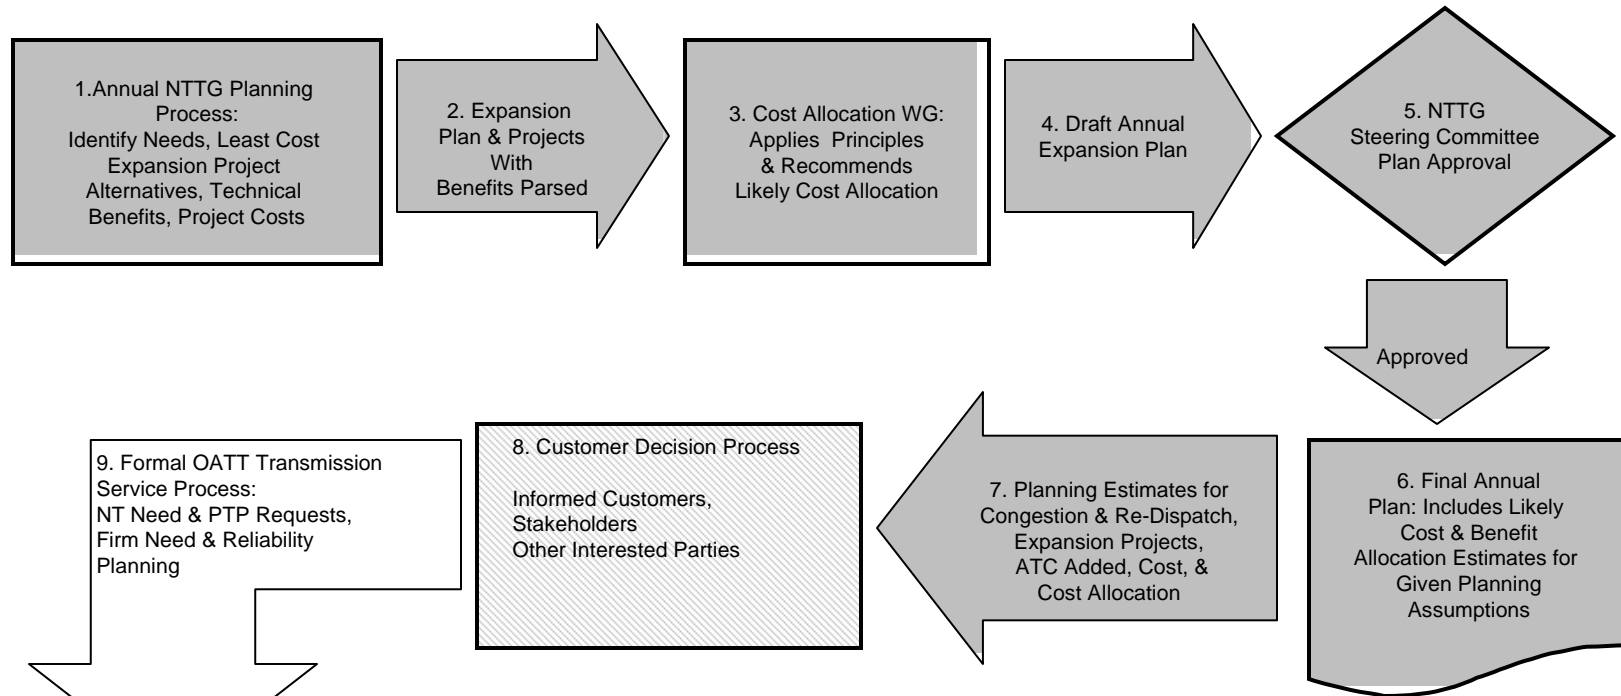 1.Annual NTTG Planning
Process:
Identify Needs, Least Cost
Expansion Project
Alternatives, Technical
Benefits, Project Costs
2. Expansion
Plan & Projects
With
Benefits Parsed
3. Cost Allocation WG:
Applies Principles
& Recommends
Likely Cost Allocation
4. Draft Annual
Expansion Plan
5. NTTG
Steering Committee
Plan Approval
Approved
6. Final Annual
Plan: Includes Likely
Cost & Benefit
Allocation Estimates for
Given Planning
Assumptions
7. Planning Estimates for
Congestion & Re-Dispatch,
Expansion Projects,
ATC Added, Cost, &
Cost Allocation
8. Customer Decision Process
Informed Customers,
Stakeholders
Other Interested Parties
9. Formal OATT Transmission
Service Process:
NT Need & PTP Requests,
Firm Need & Reliability
Planning